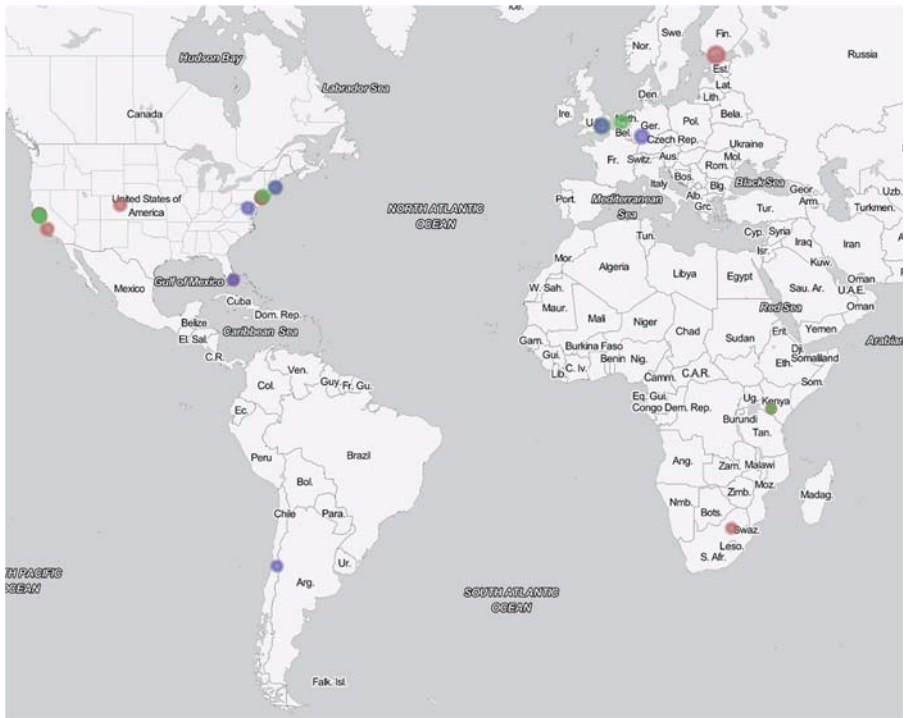 Ice.
Hudson Bay
Swe.
Fin.
Nor.
Russia
Est.
Labrador Sea
Lat.
Den.
Lith.
Canada
Ire.
U
Neth.
Bela.
Ger.
Pol.
Bel.
Czech Rep.
Ukraine
Fr.
Switz.
Aus.
Mol.
Rom.
Bos.
Uzb.
Italy
Blg.
Black Sea
Geor.
United States of
America
Alb.
Port.
Mediterranean
Sea
Grc.
Tur.
Arm.
Turkmen.
NORTH ATLANTIC
OCEAN
Tun.
Cyp.
Syria
Isr.
Iraq
Iran
Mor.
Kuw.
Algeria
Libya
Egypt
Gulf of Mexico
Mexico
W. Sah.
Sau. Ar.
U.A.E.
Oman
Cuba
Maur.
Oman
Dom. Rep.
Mali
Niger
Red Sea
Belize
Chad
Sudan
Erit.
Yemen
El Sal.
Caribbean Sea
Gam.
Burkina Faso
Arabian
Gui.
Benin
Nig.
Dji.
Somaliland
C.R.
Lib.
C. Iv.
Eth.
Ven.
Guy.
Fr. Gu.
Camm.
C.A.R.
Som.
Col.
Eq. Gui.
Ug.
Kenya
Ec.
Congo
Dem. Rep.
Burundi
Tan.
Peru
Brazil
Ang.
Zam.
Malawi
Bol.
Moz.
Zimb.
Madag.
Nmb.
Chile
Para.
Bots.
Swaz.
Leso.
Ur.
S. Afr.
TH PACIFIC
OCEAN
Arg.
SOUTH ATLANTIC
OCEAN
Falk. Isl.